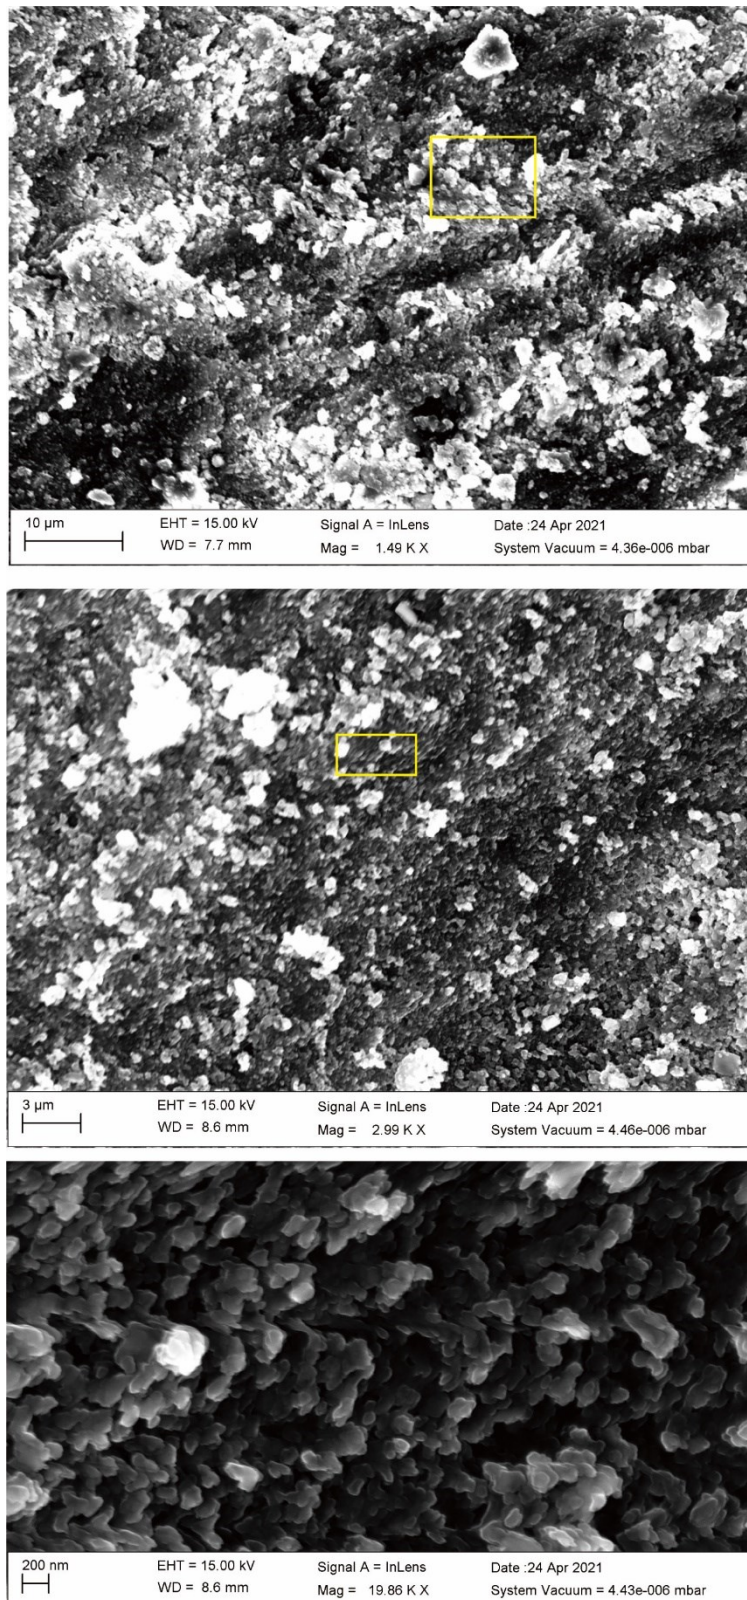 10 µm EHT = 15.00 kV Signal A = InLens Date :24 Apr 2021
WD = 7.7 mm Mag = 1.49 K X System Vacuum = 4.36e-006 mbar
3 µm EHT = 15.00 kV Signal A = InLens Date :24 Apr 2021
WD = 8.6 mm Mag = 2.99 K X System Vacuum = 4.46e-006 mbar
200 nm EHT = 15.00 kV Signal A = InLens Date :24 Apr 2021
WD = 8.6 mm Mag = 19.86 K X System Vacuum = 4.43e-006 mbar